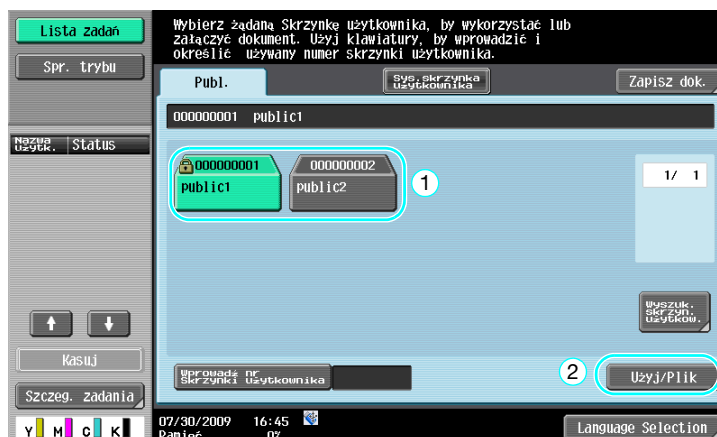 Lista zadań
Spr. trybu
Nazwa użytk.
Status
Kasuj
Szczeg. zadania
Y M C K
Wybierz żądaną Skrzynkę użytkownika, by wykorzystać lub
załączyć dokument. Użyj klawiatury, by wprowadzić i
określić używany numer skrzynki użytkownika.
Publ.
Sys.skrzynka
użytkownika
Zapisz dok.
000000001 public1
000000001
public1
000000002
public2
1
1/ 1
Wyszuk.
skrzyn.
użytkow.
Wprowadź nr
Skrzynki Użytkownika
2
Użyj/Plik
07/30/2009 16:45
Pamięć 0%
Language Selection